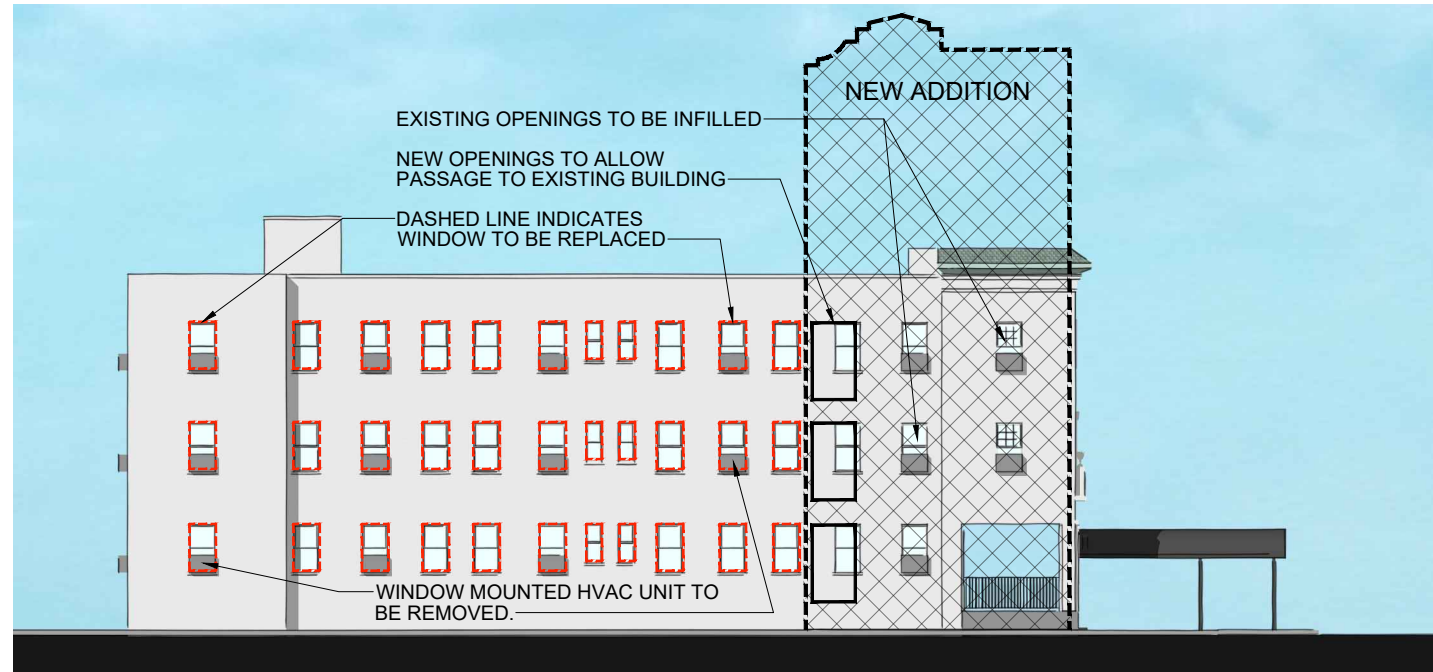 NEW ADDITION
EXISTING OPENINGS TO BE INFILLED
NEW OPENINGS TO ALLOW
PASSAGE TO EXISTING BUILDING
DASHED LINE INDICATES
WINDOW TO BE REPLACED
WINDOW MOUNTED HVAC UNIT TO
BE REMOVED.